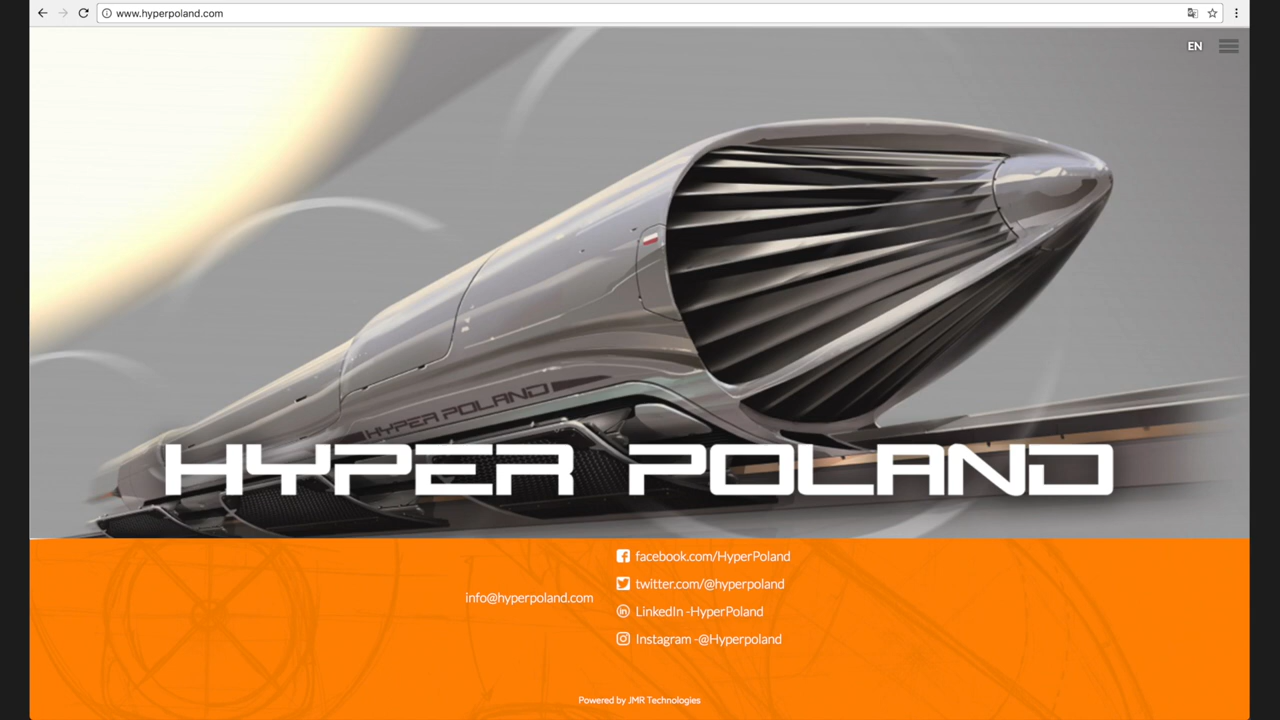 www.hyperpoland.com
EN
HYPER POLAND
HYPER POLAND
facebook.com/HyperPoland
twitter.com/@hyperpoland
info@hyperpoland.com
LinkedIn -HyperPoland
Instagram -@Hyperpoland
Powered by JMR Technologies